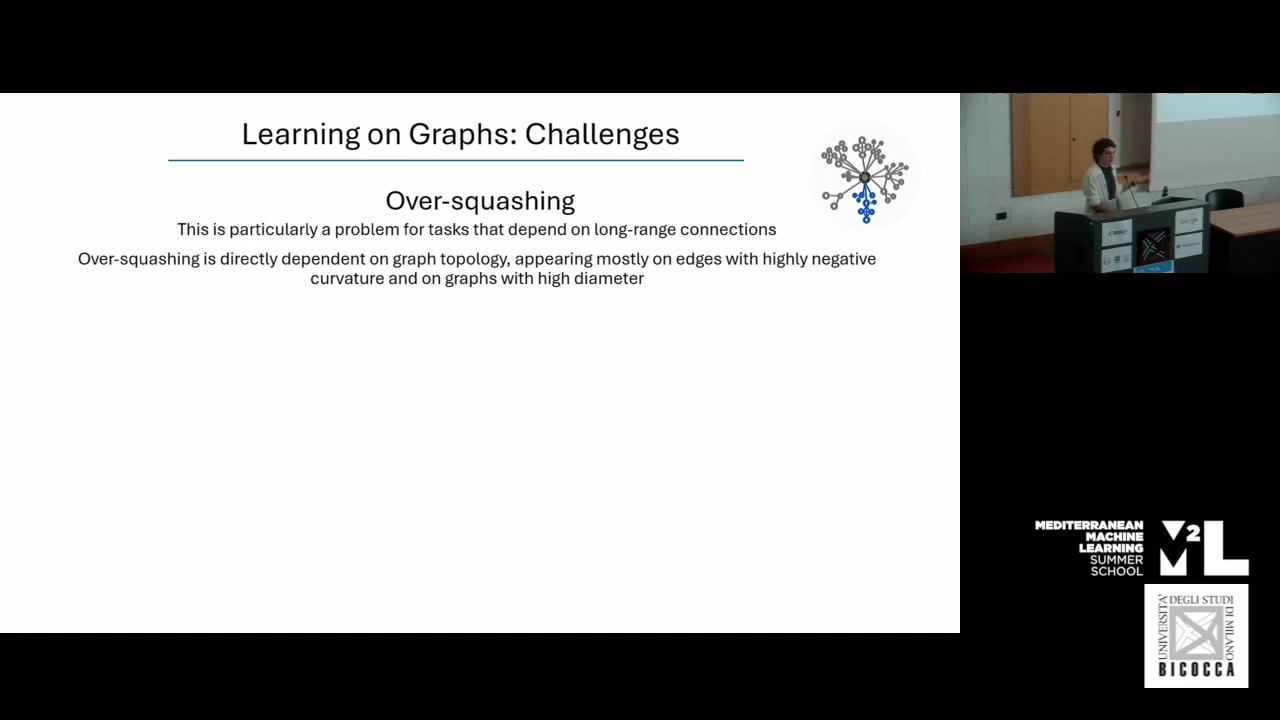 Learning on Graphs: Challenges
Over-squashing
This is particularly a problem for tasks that depend on long-range connections
Over-squashing is directly dependent on graph topology, appearing mostly on edges with highly negative
curvature and on graphs with high diameter
Google
MEDITERRANEAN
MACHINE
LEARNING
SUMMER
SCHOOL
M2L
UNIVERSITA'
DEGLI STUDI
DI MILANO
BICOCCA